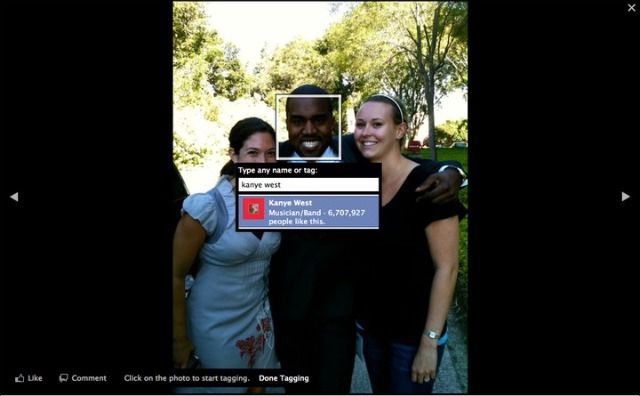 Type any name or tag:
kanye west
Kanye West
Musician/Band · 6,707,927
people like this.
Like Comment Click on the photo to start tagging. Done Tagging